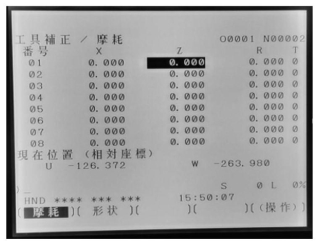 工具補正 / 摩耗 O0001 N00002
番号 X Z R T
01 0.000 0.000 0.000 0
02 0.000 0.000 0.000 0
03 0.000 0.000 0.000 0
04 0.000 0.000 0.000 0
05 0.000 0.000 0.000 0
06 0.000 0.000 0.000 0
07 0.000 0.000 0.000 0
08 0.000 0.000 0.000 0
現在位置 (相対座標)
U -126.372 W -263.980
)_
S 0 L 0%
HND **** *** *** 15:50:07
( 摩耗 )( 形状 )( )( )(操作)